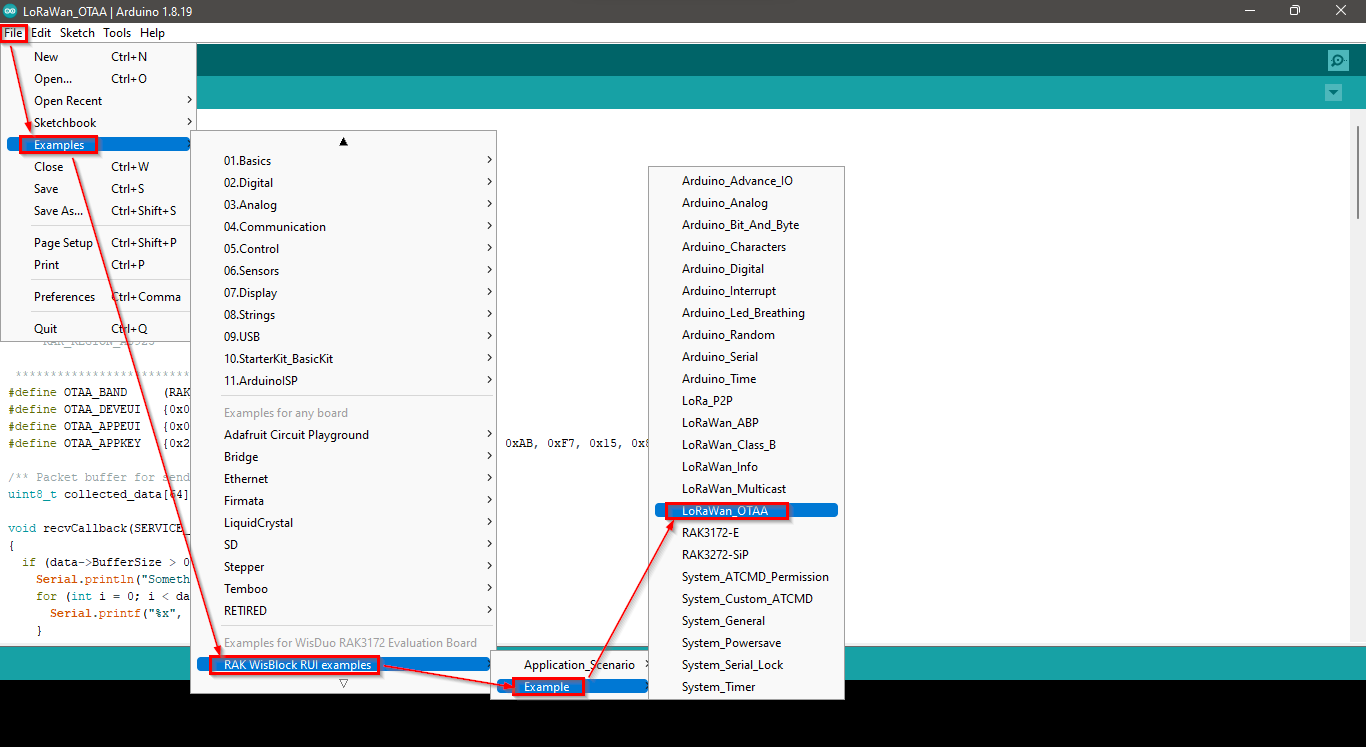 LoRaWan_OTAA | Arduino 1.8.19
File Edit Sketch Tools Help
New Ctrl+N
Open... Ctrl+O
Open Recent
Sketchbook
Examples
Close Ctrl+W
Save Ctrl+S
Save As... Ctrl+Shift+S
Page Setup Ctrl+Shift+P
Print Ctrl+P
Preferences Ctrl+Comma
Quit Ctrl+Q
*************************
#define OTAA_BAND (RAK
#define OTAA_DEVEUI {0x0
#define OTAA_APPEUI {0x0
#define OTAA_APPKEY {0x2 0xAB, 0xF7, 0x15, 0x8
/** Packet buffer for send
uint8_t collected_data[64]
void recvCallback(SERVICE_
{
if (data->BufferSize > 0
Serial.println("Someth
for (int i = 0; i < da
Serial.printf("%x",
}
01.Basics
02.Digital
03.Analog
04.Communication
05.Control
06.Sensors
07.Display
08.Strings
09.USB
10.StarterKit_BasicKit
11.ArduinoISP
Examples for any board
Adafruit Circuit Playground
Bridge
Ethernet
Firmata
LiquidCrystal
SD
Stepper
Temboo
RETIRED
Examples for WisDuo RAK3172 Evaluation Board
RAK WisBlock RUI examples
Application_Scenario
Example
Arduino_Advance_IO
Arduino_Analog
Arduino_Bit_And_Byte
Arduino_Characters
Arduino_Digital
Arduino_Interrupt
Arduino_Led_Breathing
Arduino_Random
Arduino_Serial
Arduino_Time
LoRa_P2P
LoRaWan_ABP
LoRaWan_Class_B
LoRaWan_Info
LoRaWan_Multicast
LoRaWan_OTAA
RAK3172-E
RAK3272-SiP
System_ATCMD_Permission
System_Custom_ATCMD
System_General
System_Powersave
System_Serial_Lock
System_Timer